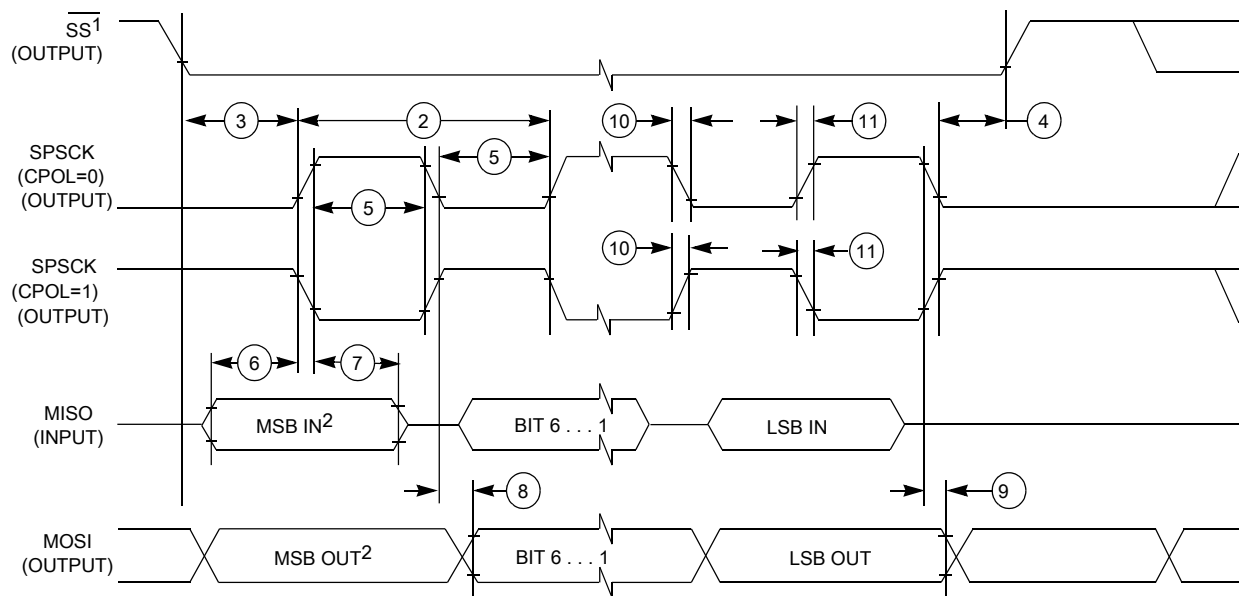 SS1
(OUTPUT)
3
2
10
11
4
SPSCK
(CPOL=0)
(OUTPUT)
5
5
SPSCK
(CPOL=1)
(OUTPUT)
10
11
6
7
MISO
(INPUT)
MSB IN2
BIT 6 . . . 1
LSB IN
8
9
MOSI
(OUTPUT)
MSB OUT2
BIT 6 . . . 1
LSB OUT